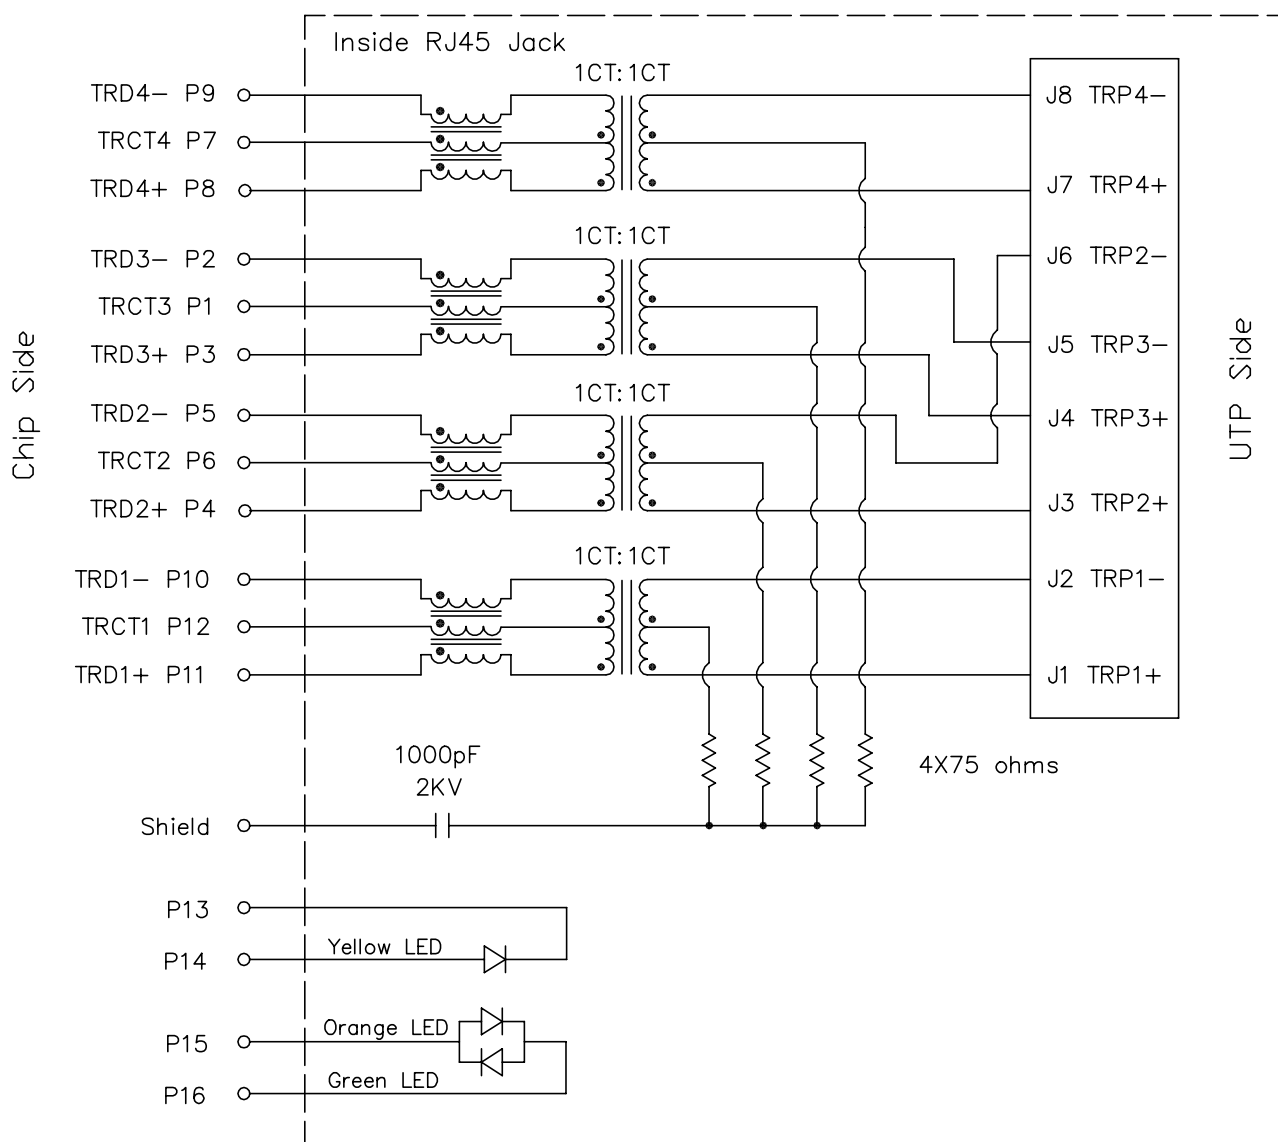 Inside RJ45 Jack
1CT:1CT
TRD4- P9
TRCT4 P7
TRD4+ P8
J8 TRP4-
J7 TRP4+
1CT:1CT
TRD3- P2
TRCT3 P1
TRD3+ P3
J6 TRP2-
J5 TRP3-
Chip Side
UTP Side
1CT:1CT
TRD2- P5
TRCT2 P6
TRD2+ P4
J4 TRP3+
J3 TRP2+
1CT:1CT
TRD1- P10
TRCT1 P12
TRD1+ P11
J2 TRP1-
J1 TRP1+
1000pF
2KV
4X75 ohms
Shield
P13
P14
Yellow LED
P15
Orange LED
P16
Green LED